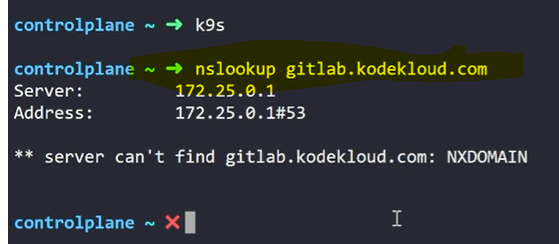 controlplane ~ ➜ k9s
controlplane ~ ➜ nslookup gitlab.kodekloud.com
Server: 172.25.0.1
Address: 172.25.0.1#53
** server can't find gitlab.kodekloud.com: NXDOMAIN
controlplane ~ ✖